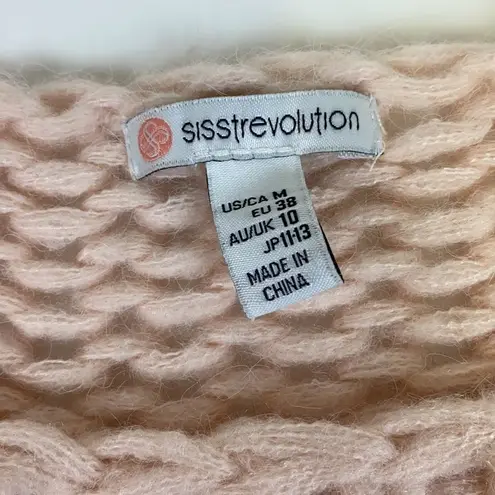 sisstrevolution
US/CA M
EU 38
AU/UK 10
JP11-13
MADE IN
CHINA